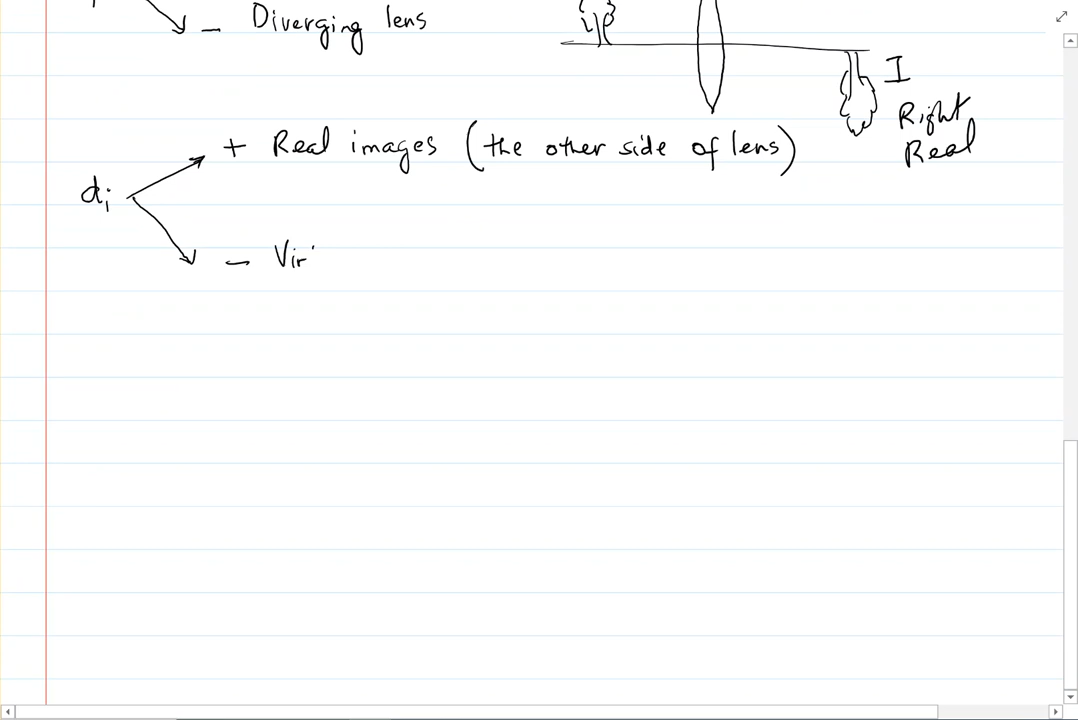 - Diverging lens
I
Right
Real
+ Real images (the other side of lens)
di
- Vir